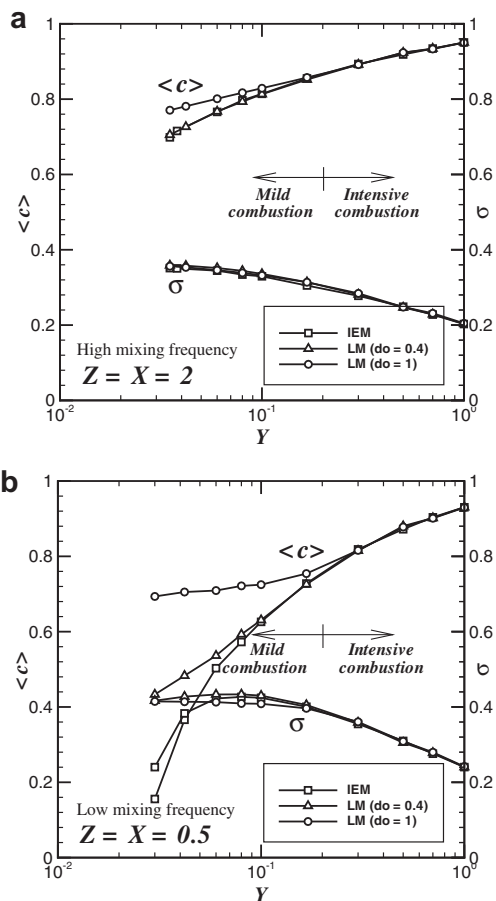 a
1
1
<c>
0.8
0.8
0.6
0.6
Mild combustion
Intensive combustion
<c>
σ
0.4
0.4
σ
0.2
0.2
High mixing frequency
Z = X = 2
IEM
LM (do = 0.4)
LM (do = 1)
0
0
10-2
10-1
100
Y
b
1
1
<c>
0.8
0.8
0.6
0.6
Mild combustion
Intensive combustion
<c>
σ
0.4
0.4
σ
0.2
0.2
Low mixing frequency
Z = X = 0.5
IEM
LM (do = 0.4)
LM (do = 1)
0
0
10-2
10-1
100
Y